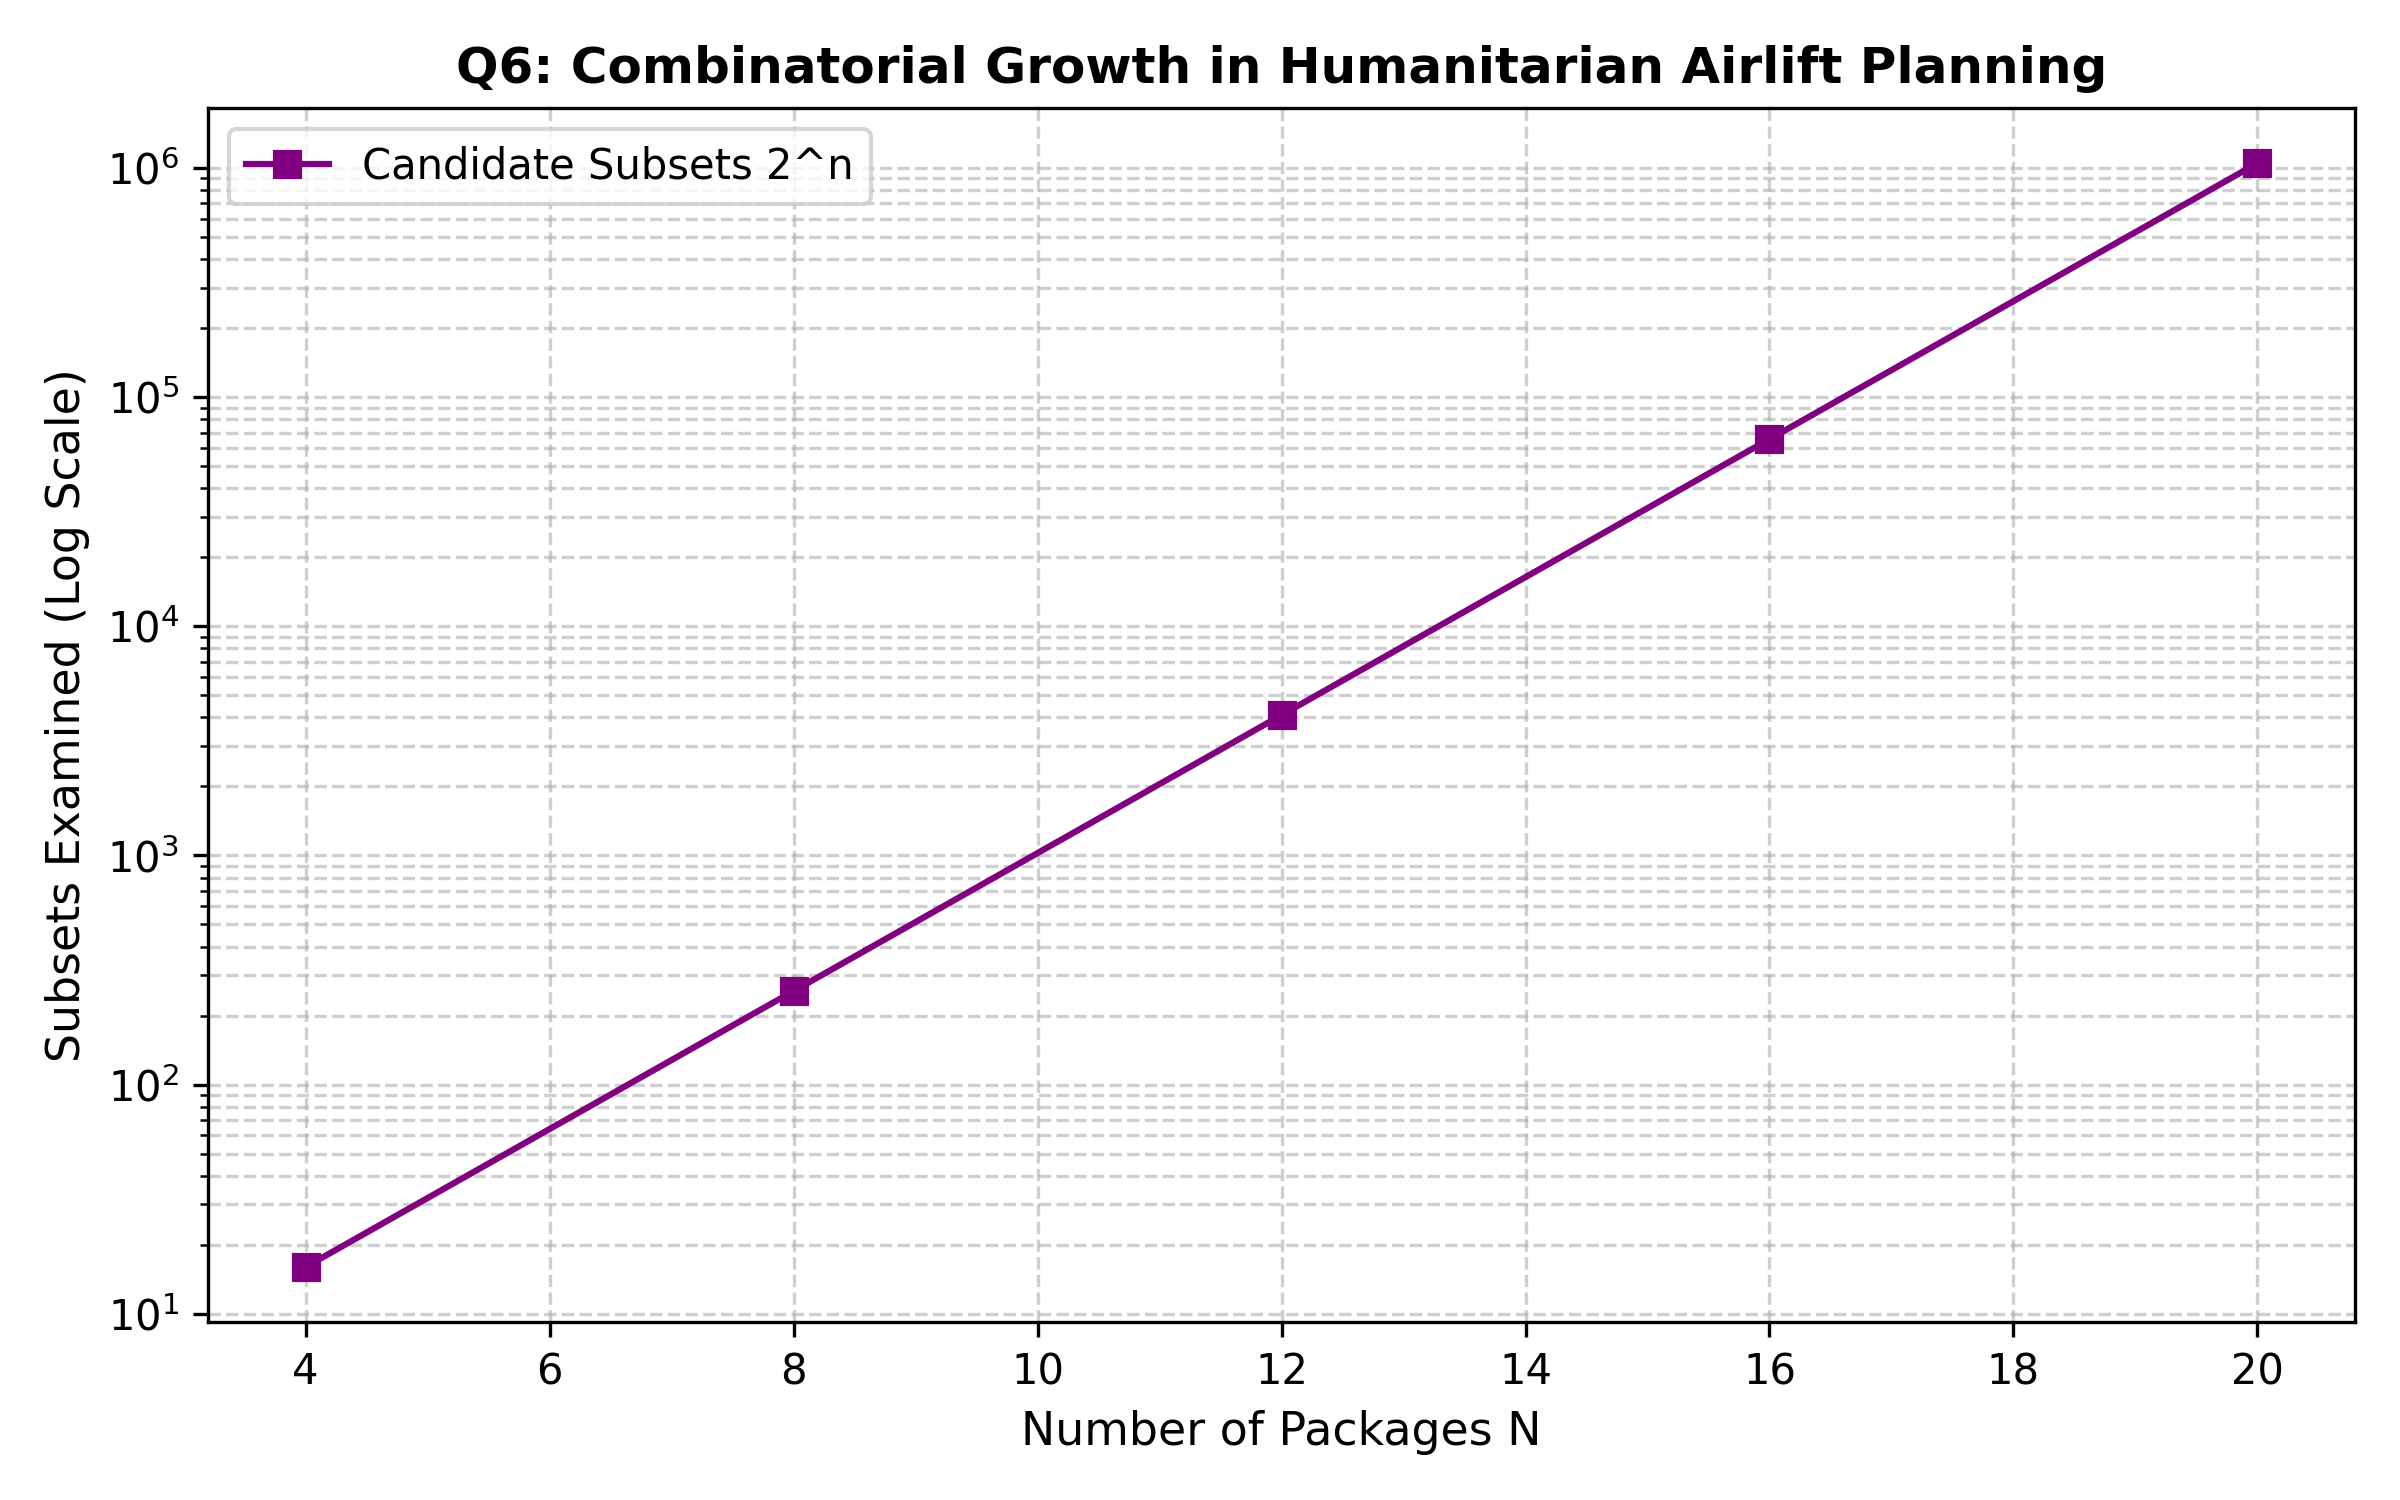 Q6: Combinatorial Growth in Humanitarian Airlift Planning
Candidate Subsets 2^n
Subsets Examined (Log Scale)
10⁶
10⁵
10⁴
10³
10²
10¹
4 6 8 10 12 14 16 18 20
Number of Packages N